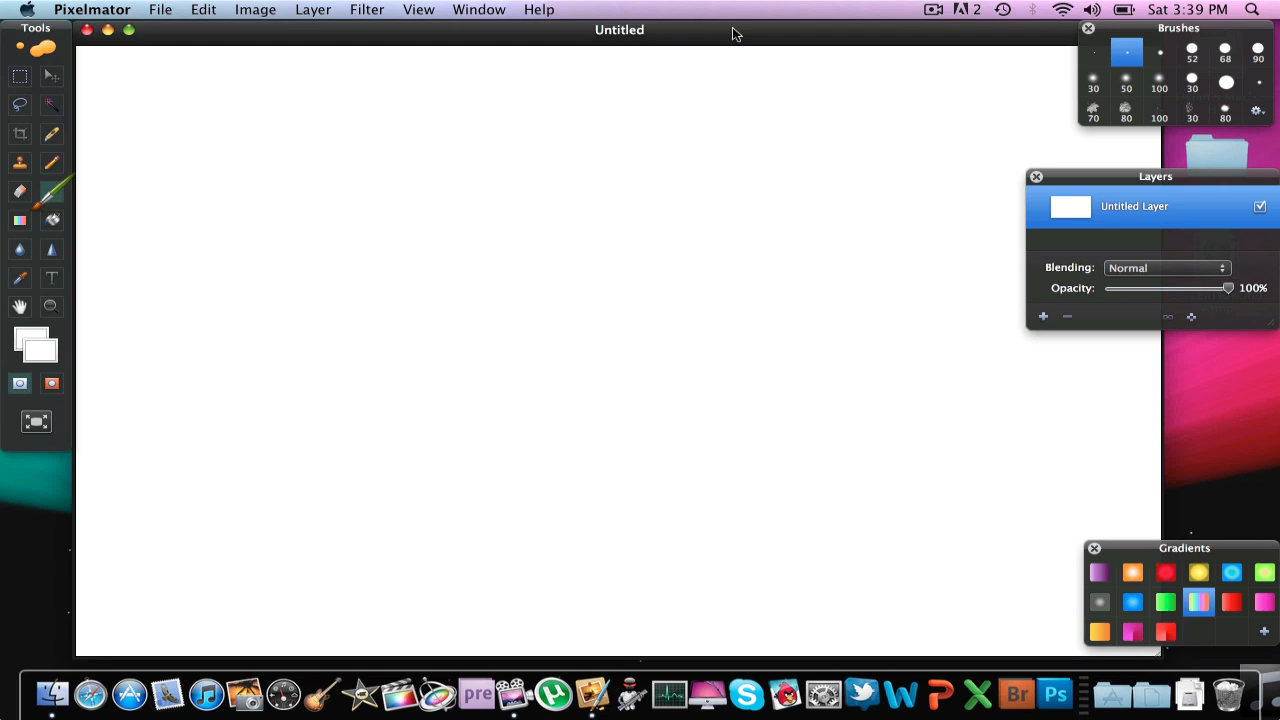 Pixelmator File Edit Image Layer Filter View Window Help 2 Sat 3:39 PM
Tools
Untitled
Brushes
52 68 90
30 50 100 30
70 80 100 30 80
Layers
Untitled Layer
Blending: Normal
Opacity: 100%
Gradients
T
pre
Br
Ps